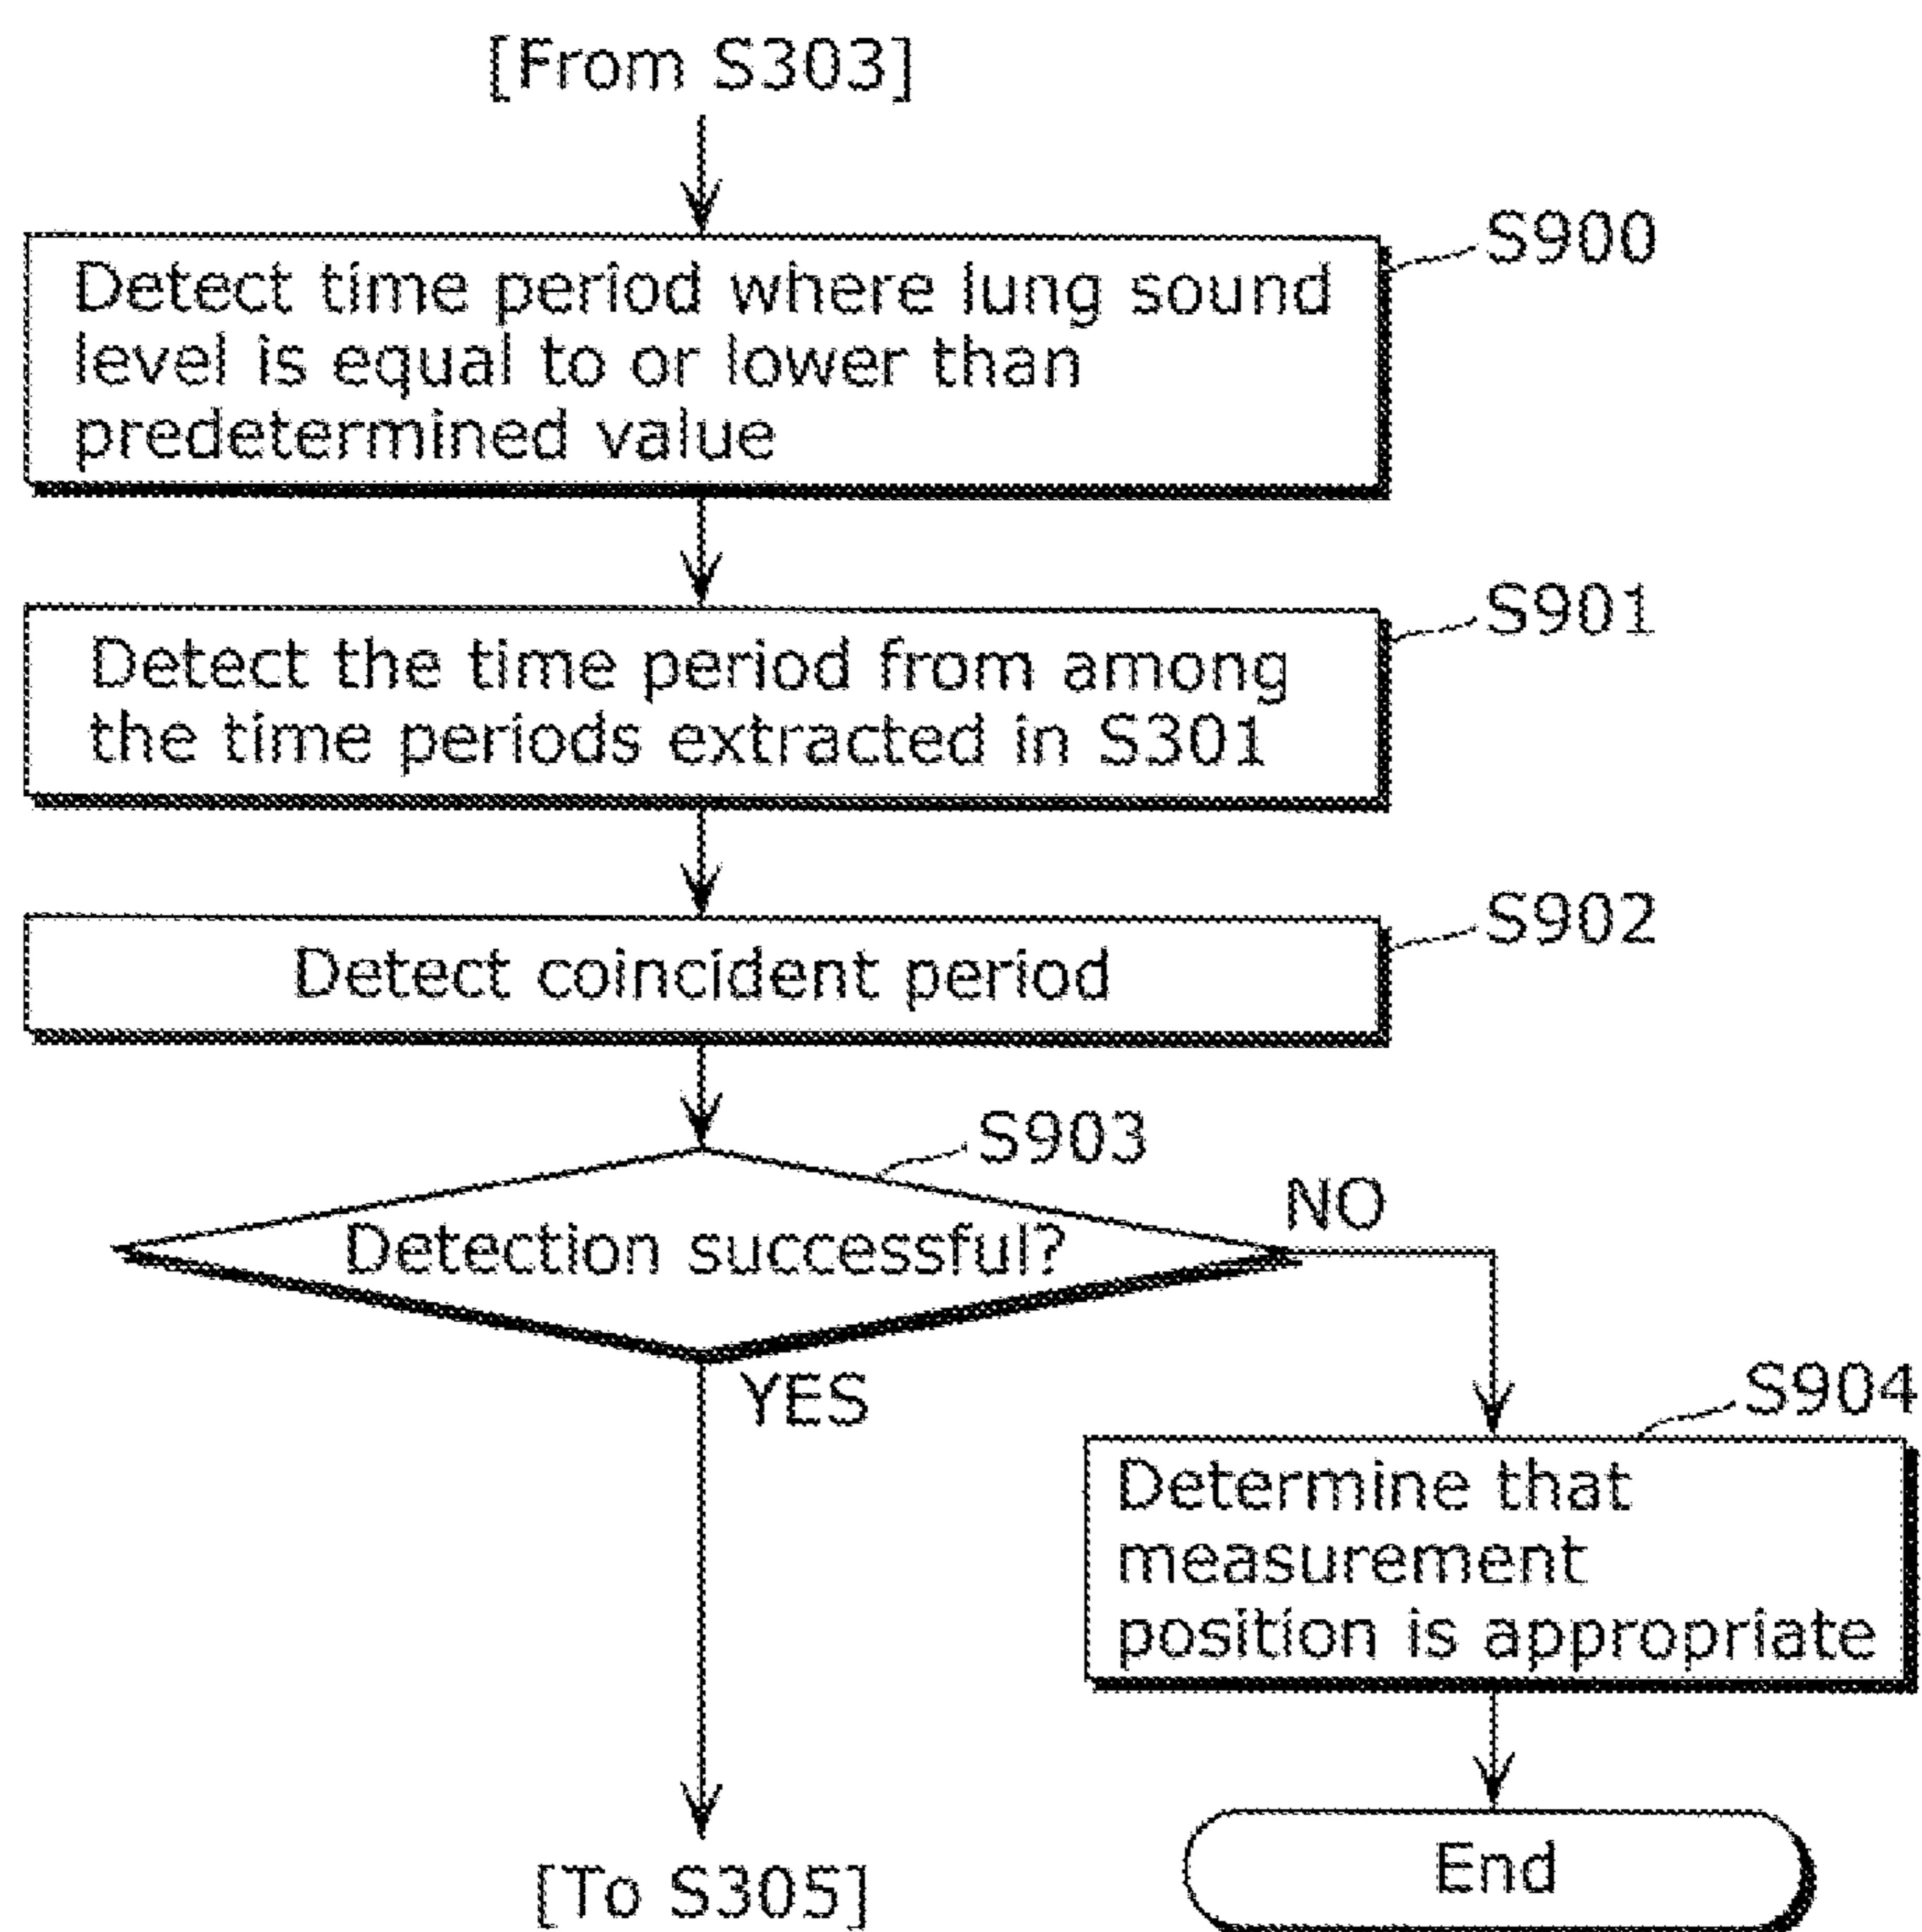 [From S303]
S900
Detect time period where lung sound
level is equal to or lower than
predetermined value
S901
Detect the time period from among
the time periods extracted in S301
S902
Detect coincident period
S903
Detection successful?
NO
YES
S904
Determine that
measurement
position is appropriate
[To S305]
End